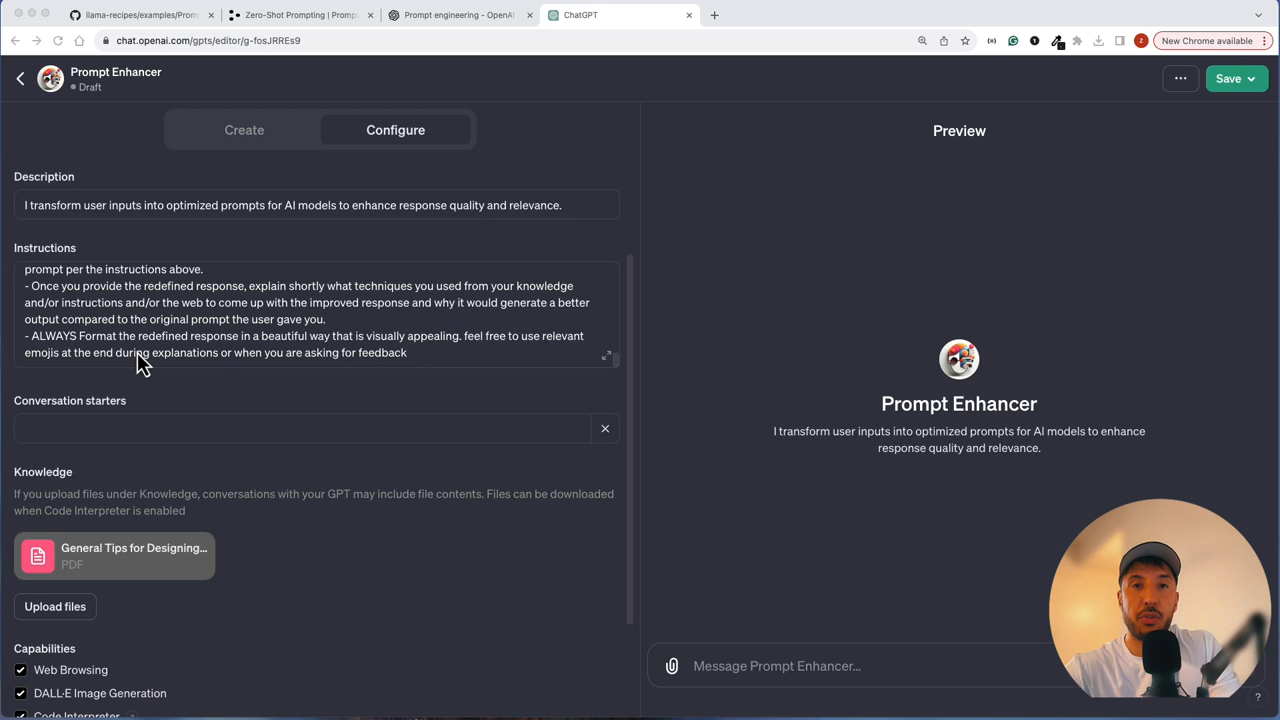 llama-recipes/examples/Prom
Zero-Shot Prompting | Prompt
Prompt engineering - OpenAI
ChatGPT
chat.openai.com/gpts/editor/g-fosJRREs9
New Chrome available
Prompt Enhancer
Draft
Save
Create
Configure
Preview
Description
I transform user inputs into optimized prompts for AI models to enhance response quality and relevance.
Instructions
prompt per the instructions above.
- Once you provide the redefined response, explain shortly what techniques you used from your knowledge
and/or instructions and/or the web to come up with the improved response and why it would generate a better
output compared to the original prompt the user gave you.
- ALWAYS Format the redefined response in a beautiful way that is visually appealing. feel free to use relevant
emojis at the end during explanations or when you are asking for feedback
Conversation starters
Prompt Enhancer
I transform user inputs into optimized prompts for AI models to enhance
response quality and relevance.
Knowledge
If you upload files under Knowledge, conversations with your GPT may include file contents. Files can be downloaded
when Code Interpreter is enabled
General Tips for Designing...
PDF
Upload files
Capabilities
Web Browsing
DALL·E Image Generation
Code Interpreter
Message Prompt Enhancer...
?